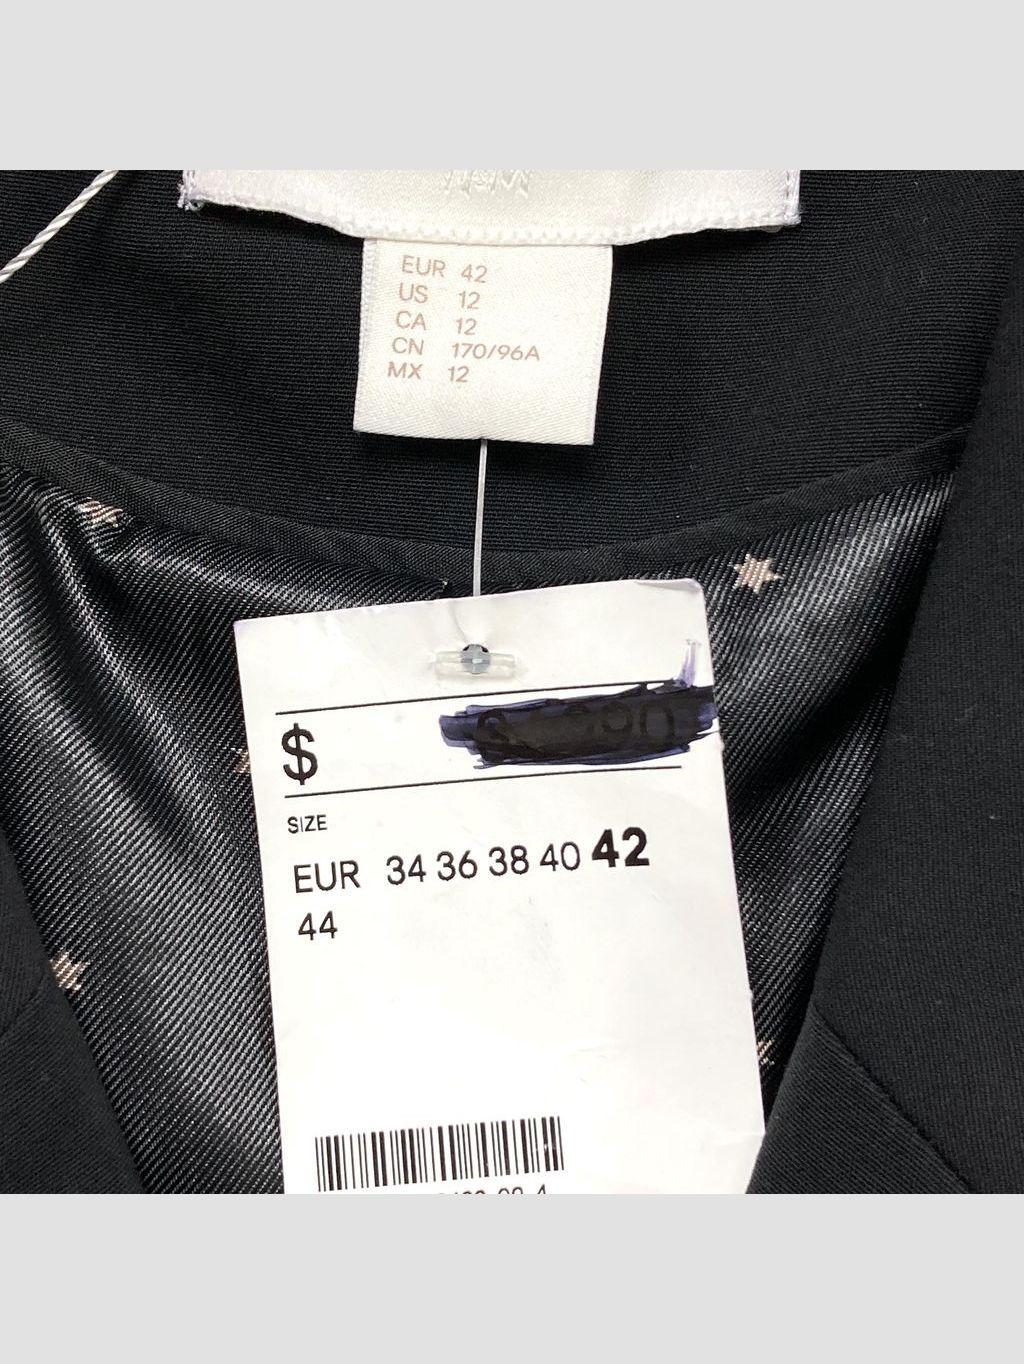 H&M
EUR 42
US 12
CA 12
CN 170/96A
MX 12
$
SIZE
EUR 34 36 38 40 42
44